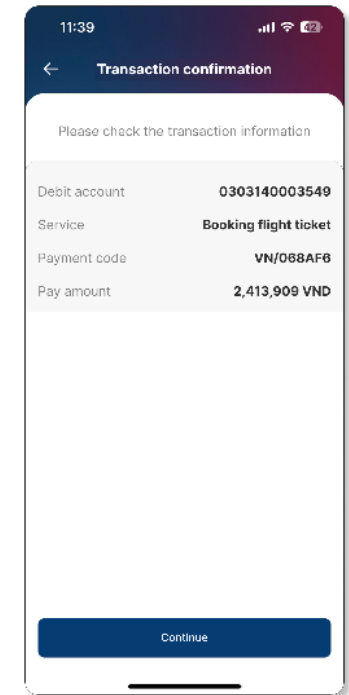 11:39
42
Transaction confirmation
Please check the transaction information
Debit account 0303140003549
Service Booking flight ticket
Payment code VN/068AF6
Pay amount 2,413,909 VND
Continue